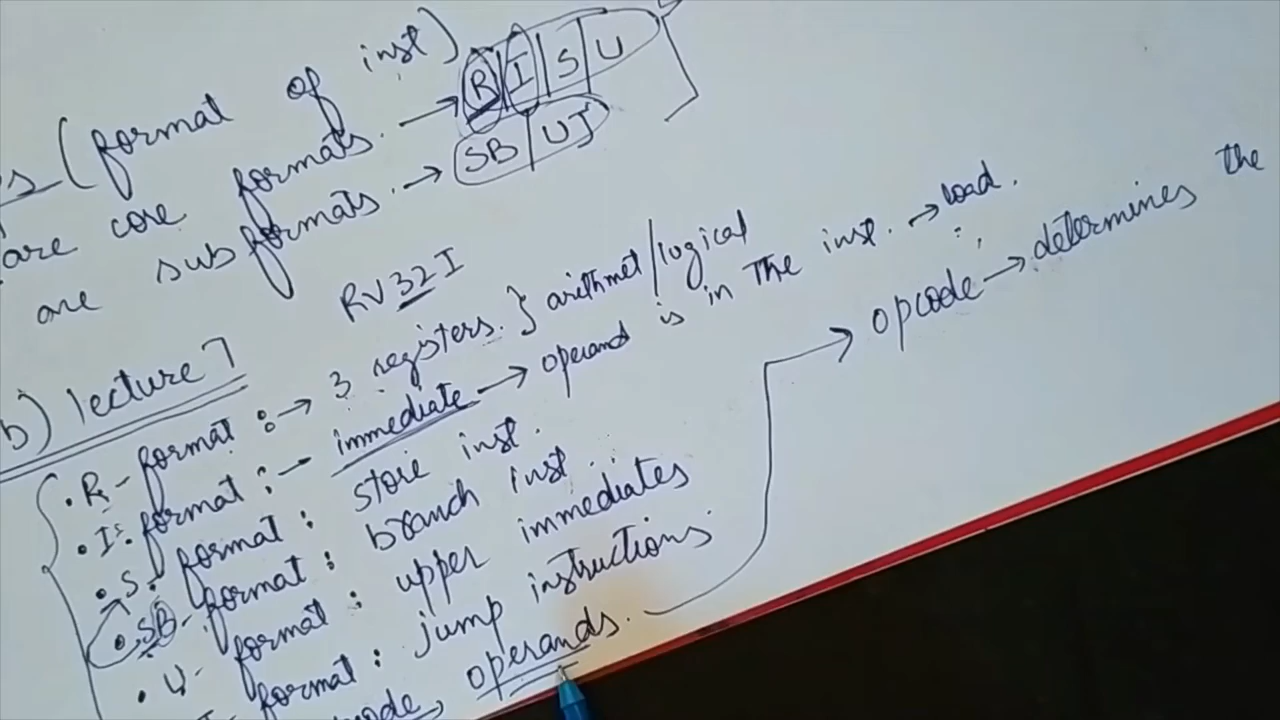 (format of inst)
are core formats. → R | I | S | U
are sub formats. → SB | UJ
RV32I
b) lecture 7
• R - format : → 3 registers. } arithmet/logical
• I - format : - immediate → operand is in the inst. → load.
• S - format : store inst.
• SB - format : branch inst.
• U - format : upper immediates
format : jump instructions.
operands. → opcode → determines the